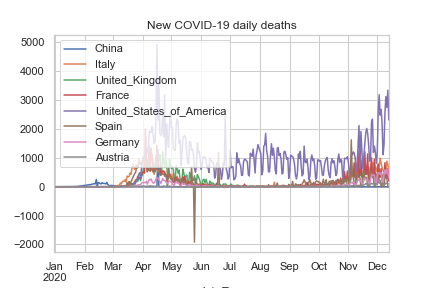 New COVID-19 daily deaths
5000
4000
3000
2000
1000
0
−1000
−2000
China
Italy
United_Kingdom
France
United_States_of_America
Spain
Germany
Austria
Jan Feb Mar Apr May Jun Jul Aug Sep Oct Nov Dec
2020